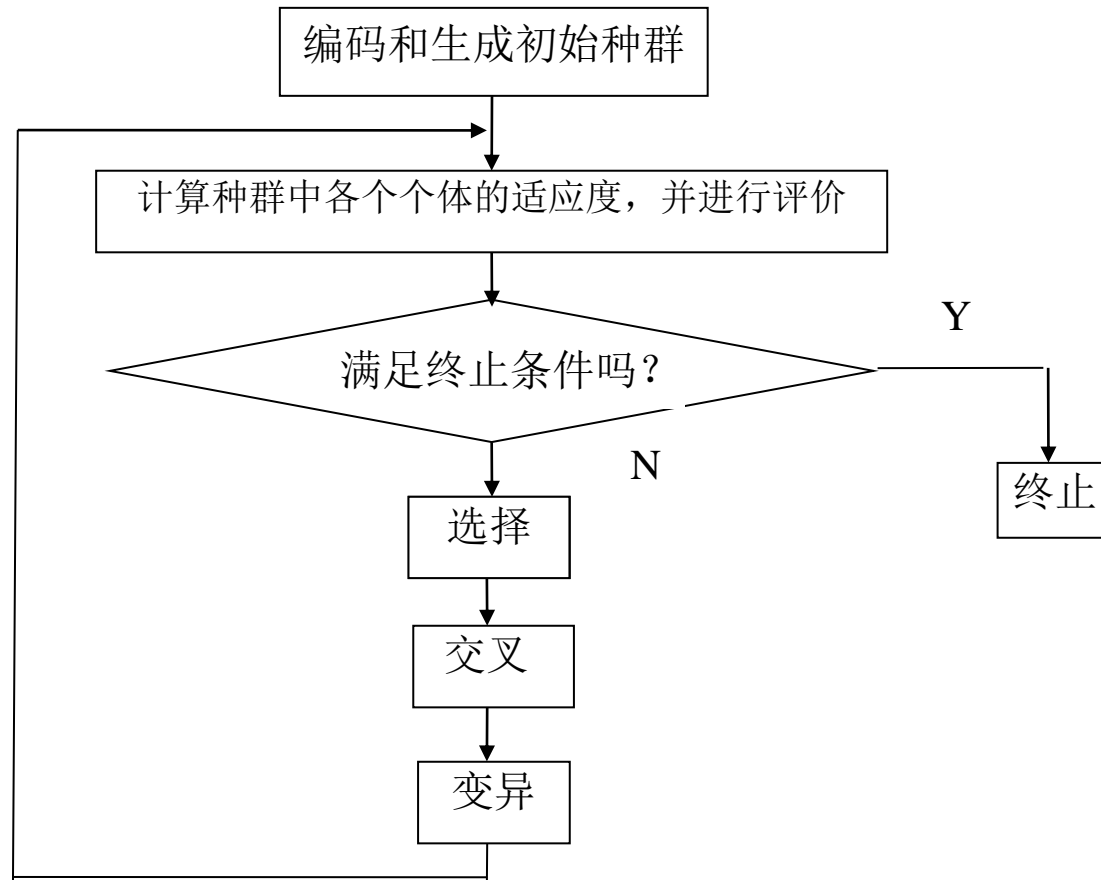 编码和生成初始种群
计算种群中各个个体的适应度，并进行评价
满足终止条件吗？
Y
N
终止
选择
交叉
变异